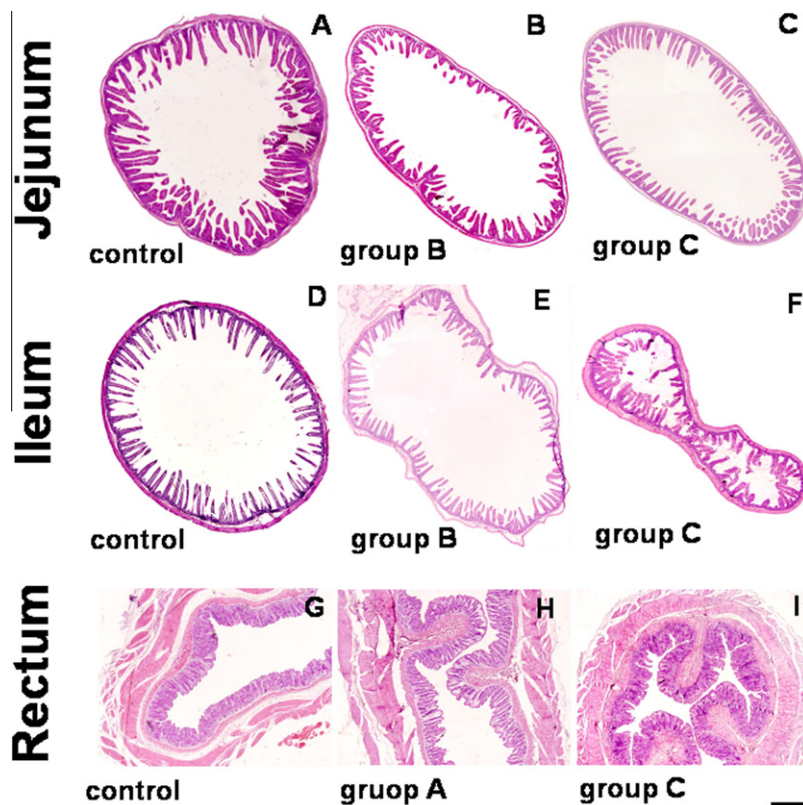 Jejunum
A
B
C
control
group B
group C
Ileum
D
E
F
control
group B
group C
Rectum
G
H
I
control
gruop A
group C